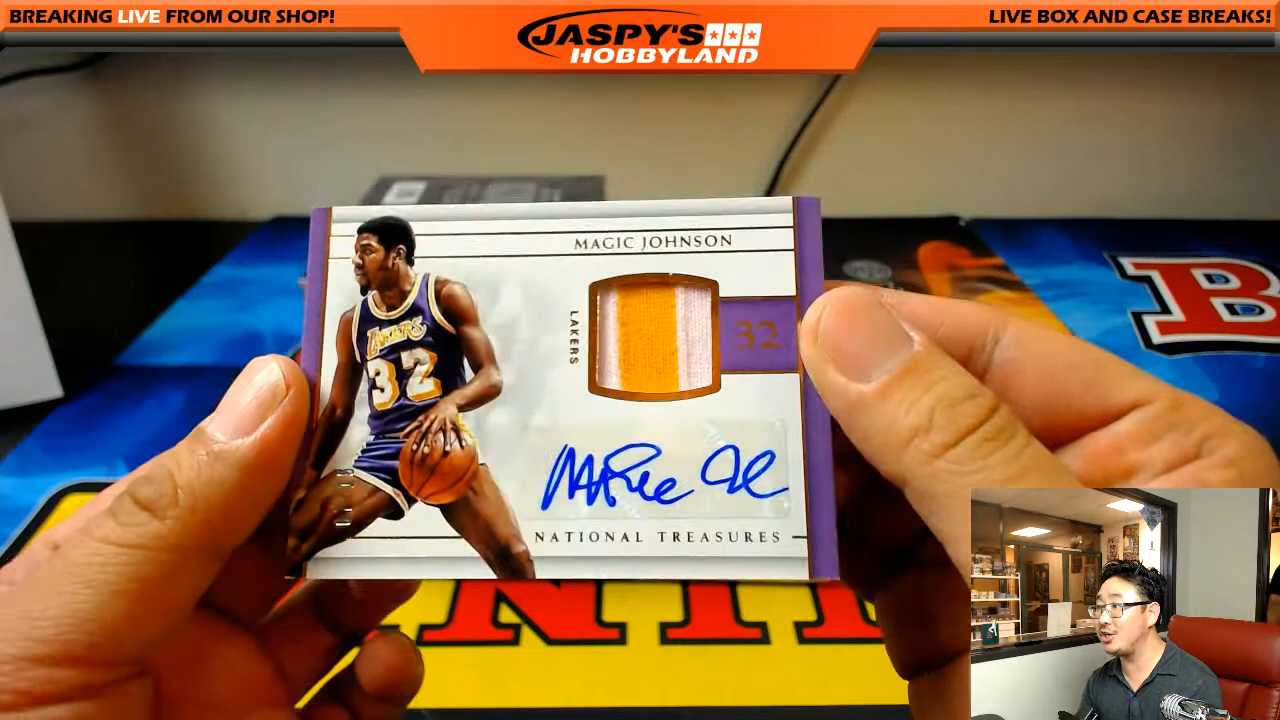 BREAKING LIVE FROM OUR SHOP!
JASPY'S
HOBBYLAND
LIVE BOX AND CASE BREAKS!
MAGIC JOHNSON
LAKERS
32
LAKERS
32
NATIONAL TREASURES